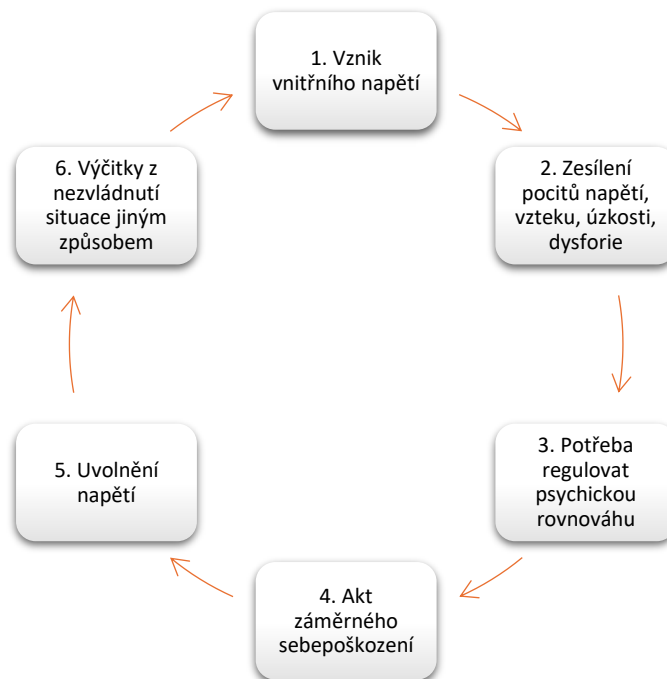 1. Vznik
vnitřního napětí
2. Zesílení
pocitů napětí,
vzteku, úzkosti,
dysforie
3. Potřeba
regulovat
psychickou
rovnováhu
4. Akt
záměrného
sebepoškození
5. Uvolnění
napětí
6. Výčitky z
nezvládnutí
situace jiným
způsobem